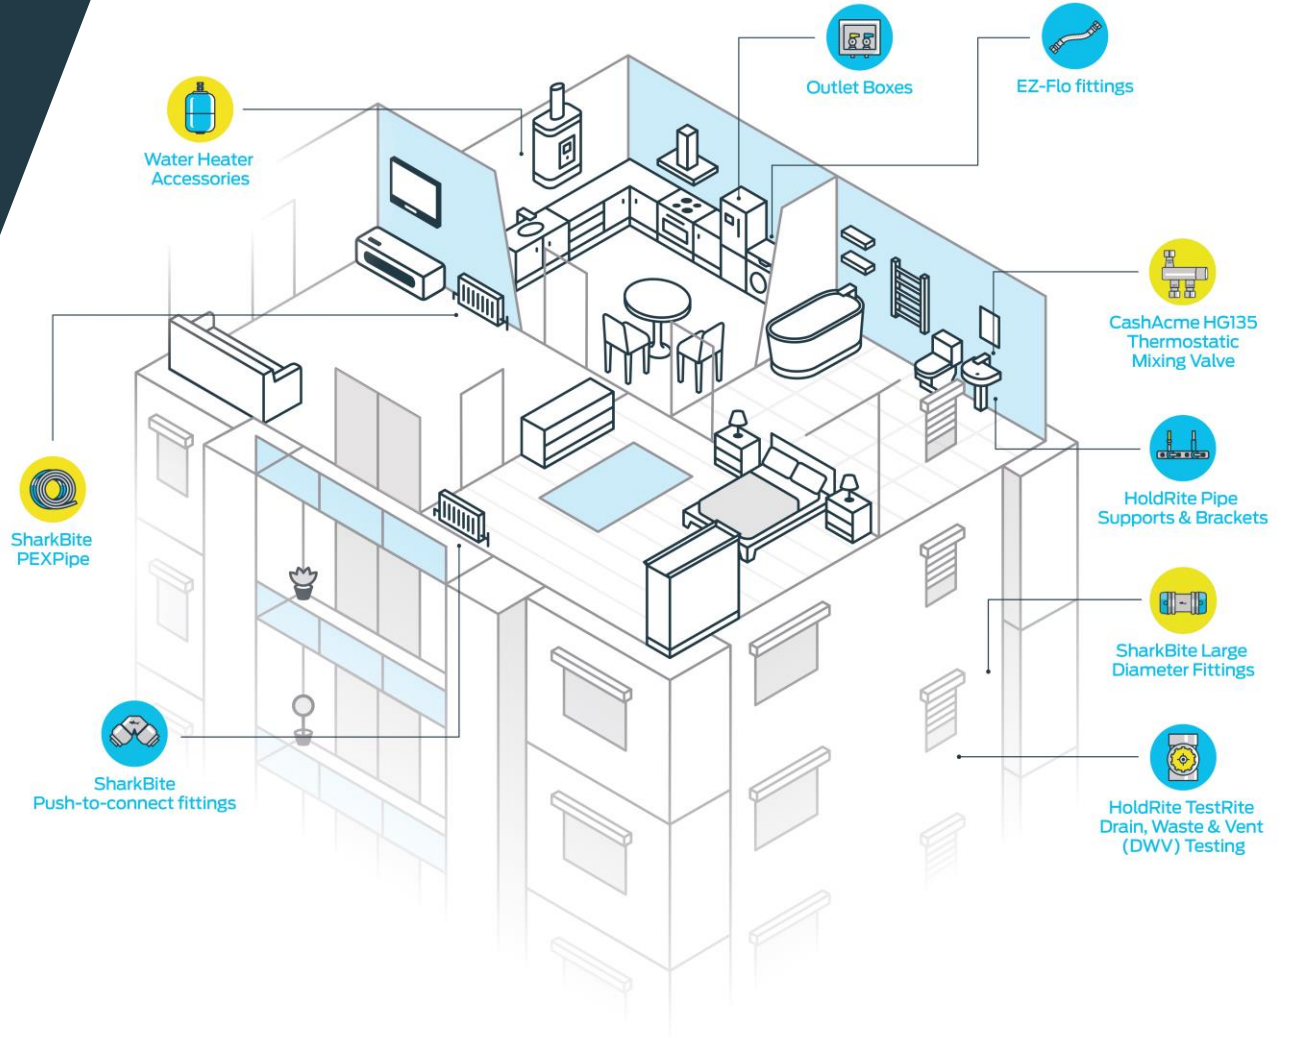 Outlet Boxes
EZ-Flo fittings
Water Heater
Accessories
CashAcme HG135
Thermostatic
Mixing Valve
HoldRite Pipe
Supports & Brackets
SharkBite
PEXPipe
SharkBite Large
Diameter Fittings
SharkBite
Push-to-connect fittings
HoldRite TestRite
Drain, Waste & Vent
(DWV) Testing